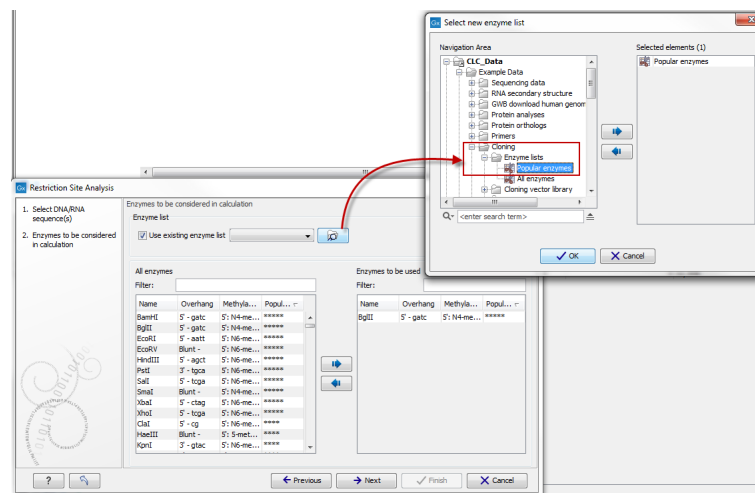 Select new enzyme list
Navigation Area
CLC_Data
Example Data
Sequencing data
RNA secondary structure
GWB download human genom
Protein analyses
Protein orthologs
Primers
Cloning
Enzyme lists
Popular enzymes
All enzymes
Cloning vector library
<enter search term>
Selected elements (1)
Popular enzymes
OK
Cancel
Restriction Site Analysis
1. Select DNA/RNA
sequence(s)
2. Enzymes to be considered
in calculation
Enzymes to be considered in calculation
Enzyme list
Use existing enzyme list
All enzymes
Filter:
Name Overhang Methyla... Popul...
BamHI 5' - gatc 5': N4-me... *****
BglII 5' - gatc 5': N4-me... *****
EcoRI 5' - aatt 5': N6-me... *****
EcoRV Blunt - 5': N6-me... *****
HindIII 5' - agct 5': N6-me... *****
PstI 3' - tgca 5': N6-me... *****
SalI 5' - tcga 5': N6-me... *****
SmaI Blunt - 5': N4-me... *****
XbaI 5' - ctag 5': N6-me... *****
XhoI 5' - tcga 5': N6-me... *****
ClaI 5' - cg 5': N6-me... ****
HaeIII Blunt - 5': 5-met... ****
KpnI 3' - gtac 5': N6-me... ****
Enzymes to be used
Filter:
Name Overhang Methyla... Popul...
BglII 5' - gatc 5': N4-me... *****
?
Previous
Next
Finish
Cancel